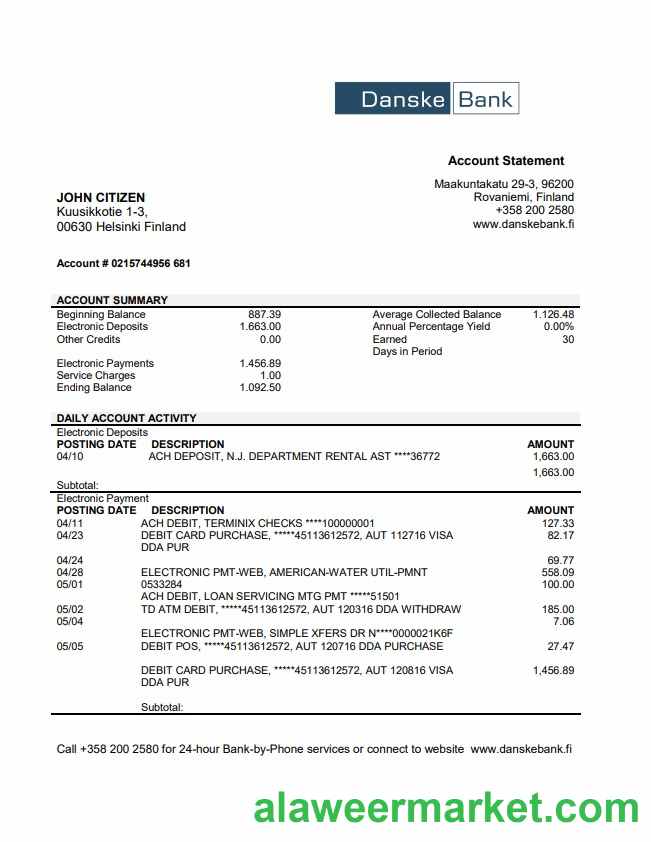 Danske Bank
Account Statement
Maakuntakatu 29-3, 96200
Rovaniemi, Finland
+358 200 2580
www.danskebank.fi
JOHN CITIZEN
Kuusikkotie 1-3,
00630 Helsinki Finland
Account # 0215744956 681
ACCOUNT SUMMARY
Beginning Balance 887.39 Average Collected Balance 1.126.48
Electronic Deposits 1.663.00 Annual Percentage Yield 0.00%
Other Credits 0.00 Earned 30
Days in Period
Electronic Payments 1.456.89
Service Charges 1.00
Ending Balance 1.092.50
DAILY ACCOUNT ACTIVITY
Electronic Deposits
POSTING DATE DESCRIPTION AMOUNT
04/10 ACH DEPOSIT, N.J. DEPARTMENT RENTAL AST ****36772 1,663.00
1,663.00
Subtotal:
Electronic Payment
POSTING DATE DESCRIPTION AMOUNT
04/11 ACH DEBIT, TERMINIX CHECKS ****100000001 127.33
04/23 DEBIT CARD PURCHASE, *****45113612572, AUT 112716 VISA 82.17
DDA PUR
04/24 69.77
04/28 ELECTRONIC PMT-WEB, AMERICAN-WATER UTIL-PMNT 558.09
05/01 0533284 100.00
ACH DEBIT, LOAN SERVICING MTG PMT *****51501
05/02 TD ATM DEBIT, *****45113612572, AUT 120316 DDA WITHDRAW 185.00
05/04 7.06
ELECTRONIC PMT-WEB, SIMPLE XFERS DR N****0000021K6F
05/05 DEBIT POS, *****45113612572, AUT 120716 DDA PURCHASE 27.47
DEBIT CARD PURCHASE, *****45113612572, AUT 120816 VISA 1,456.89
DDA PUR
Subtotal:
Call +358 200 2580 for 24-hour Bank-by-Phone services or connect to website www.danskebank.fi
alaweermarket.com